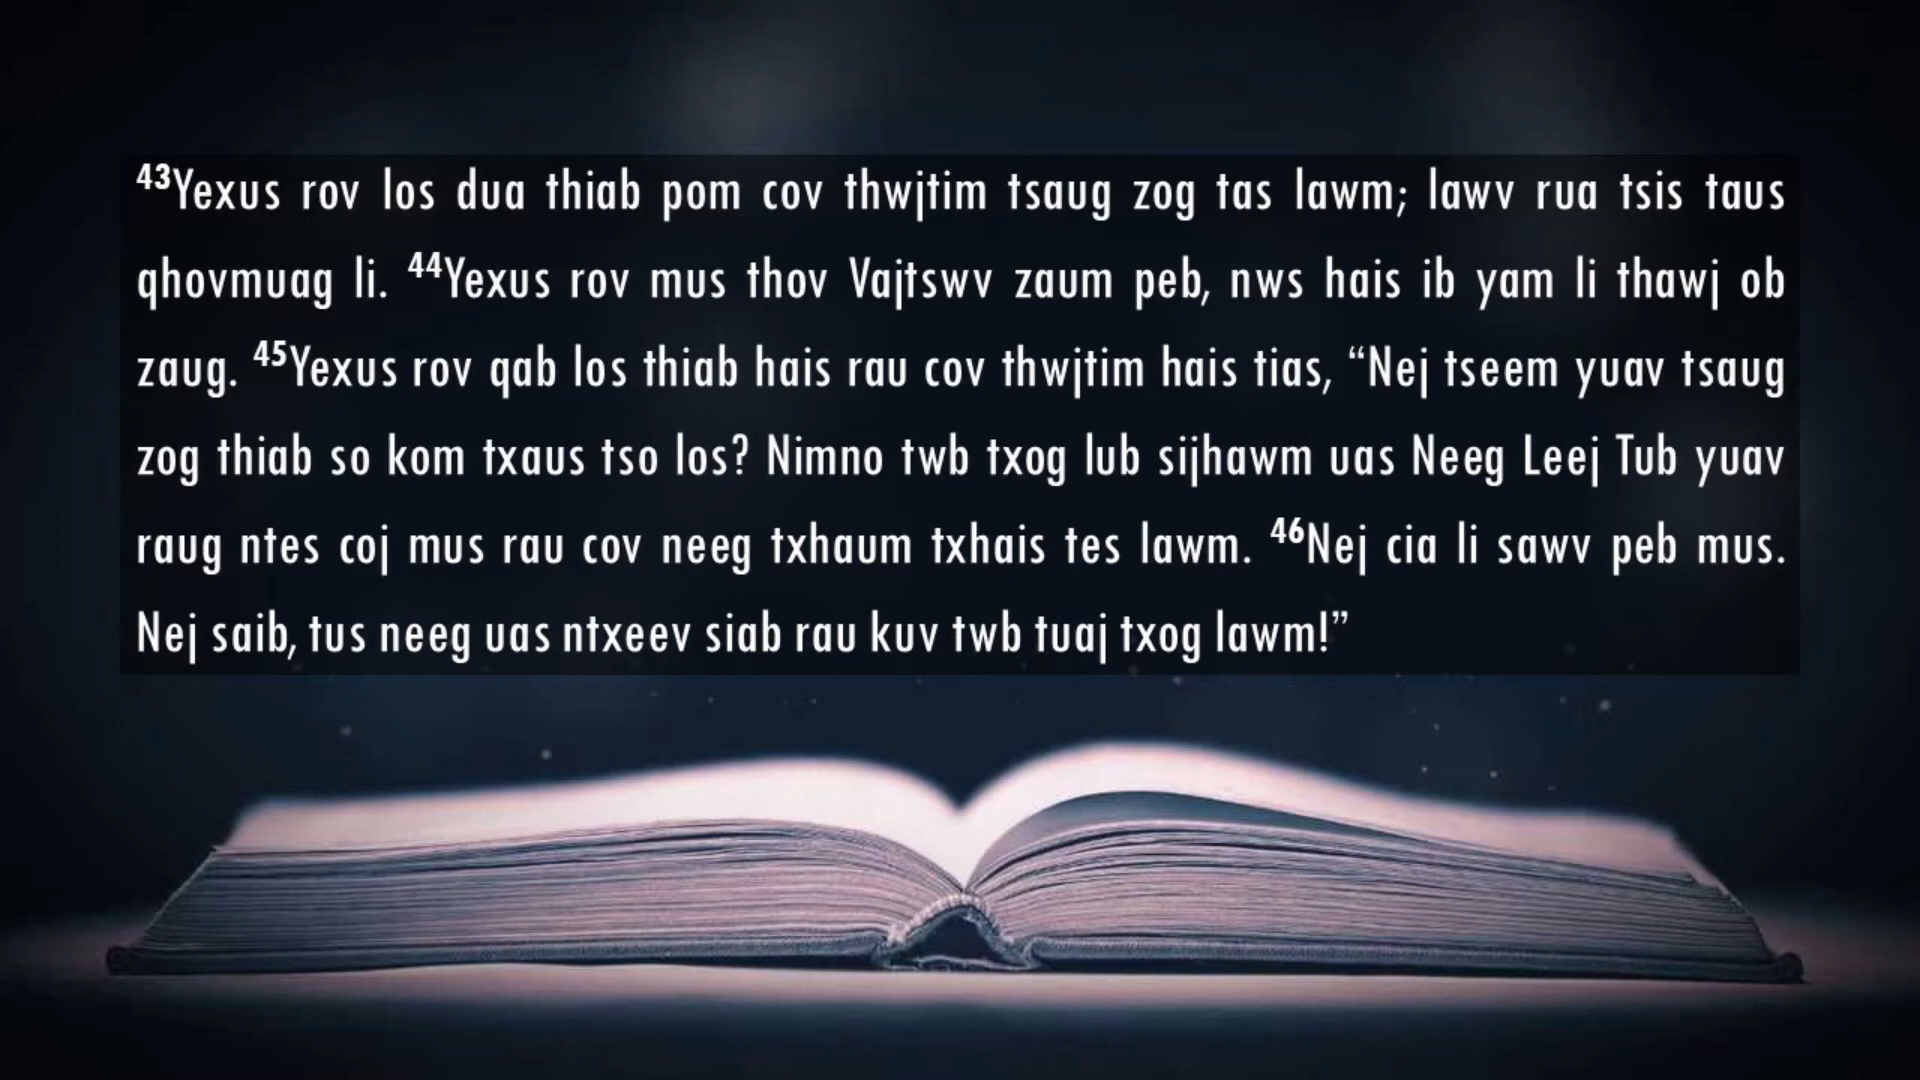 ⁴³Yexus rov los dua thiab pom cov thwjtim tsaug zog tas lawm; lawv rua tsis taus
qhovmuag li. ⁴⁴Yexus rov mus thov Vajtswv zaum peb, nws hais ib yam li thawj ob
zaug. ⁴⁵Yexus rov qab los thiab hais rau cov thwjtim hais tias, “Nej tseem yuav tsaug
zog thiab so kom txaus tso los? Nimno twb txog lub sijhawm uas Neeg Leej Tub yuav
raug ntes coj mus rau cov neeg txhaum txhais tes lawm. ⁴⁶Nej cia li sawv peb mus.
Nej saib, tus neeg uas ntxeev siab rau kuv twb tuaj txog lawm!”